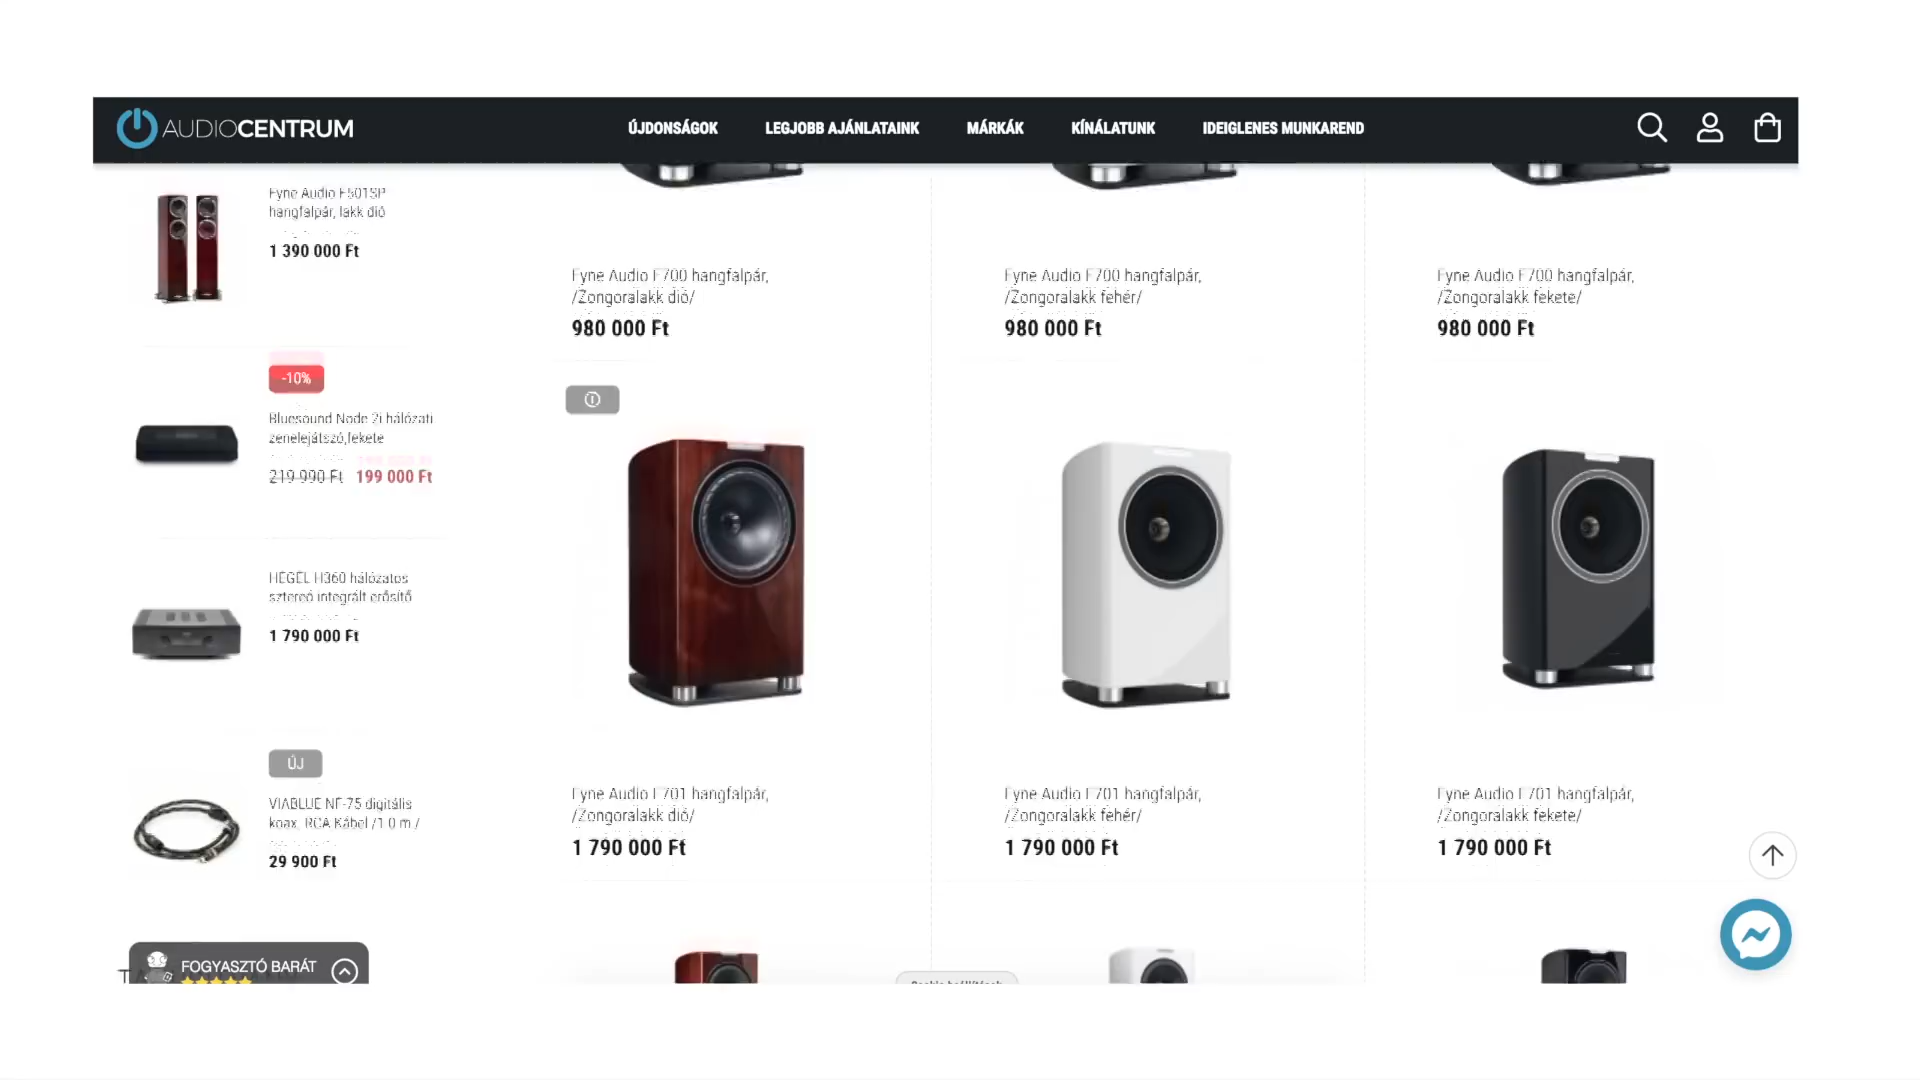 AUDIOCENTRUM
ÚJDONSÁGOK
LEGJOBB AJÁNLATAINK
MÁRKÁK
KÍNÁLATUNK
IDEIGLENES MUNKAREND
Fyne Audio F501SP
hangfalpár, lakk dió
1 390 000 Ft
-10%
Bluesound Node 2i hálózati
zenelejátszó,fekete
219 990 Ft 199 000 Ft
HEGEL H360 hálózatos
sztereó integrált erősítő
1 790 000 Ft
ÚJ
VIABLUE NF-75 digitális
koax. RCA Kábel /1.0 m /
29 900 Ft
FOGYASZTÓ BARÁT
Fyne Audio F700 hangfalpár,
/Zongoralakk dió/
980 000 Ft
Fyne Audio F700 hangfalpár,
/Zongoralakk fehér/
980 000 Ft
Fyne Audio F700 hangfalpár,
/Zongoralakk fekete/
980 000 Ft
Fyne Audio F701 hangfalpár,
/Zongoralakk dió/
1 790 000 Ft
Fyne Audio F701 hangfalpár,
/Zongoralakk fehér/
1 790 000 Ft
Fyne Audio F701 hangfalpár,
/Zongoralakk fekete/
1 790 000 Ft